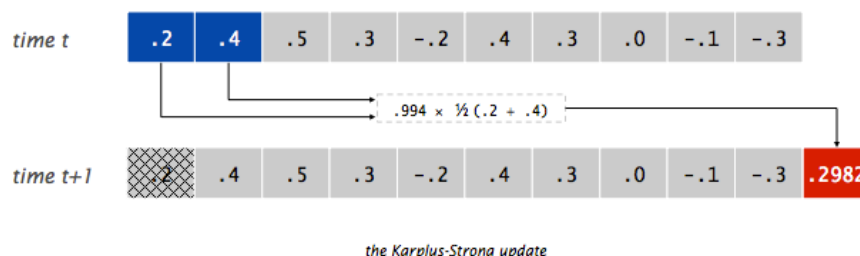 time t .2 .4 .5 .3 -.2 .4 .3 .0 -.1 -.3
.994 × ½(.2 + .4)
time t+1 .2 .4 .5 .3 -.2 .4 .3 .0 -.1 -.3 .2982
the Karplus-Strong update